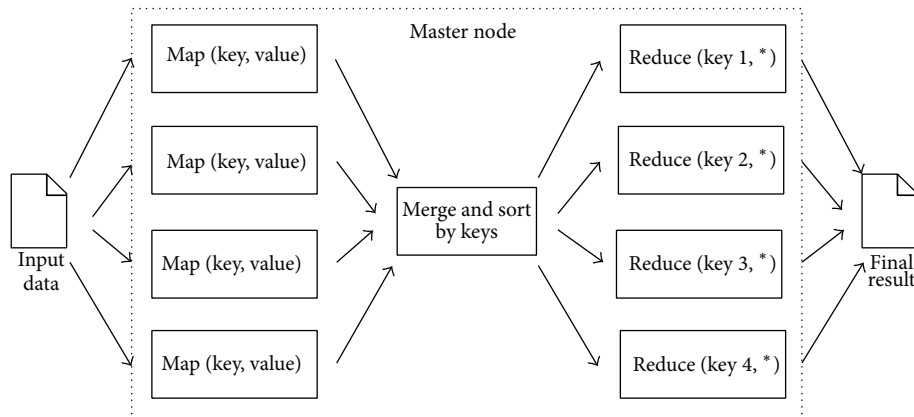 Master node
Map (key, value)
Map (key, value)
Map (key, value)
Map (key, value)
Input
data
Merge and sort
by keys
Reduce (key 1, *)
Reduce (key 2, *)
Reduce (key 3, *)
Reduce (key 4, *)
Final
result